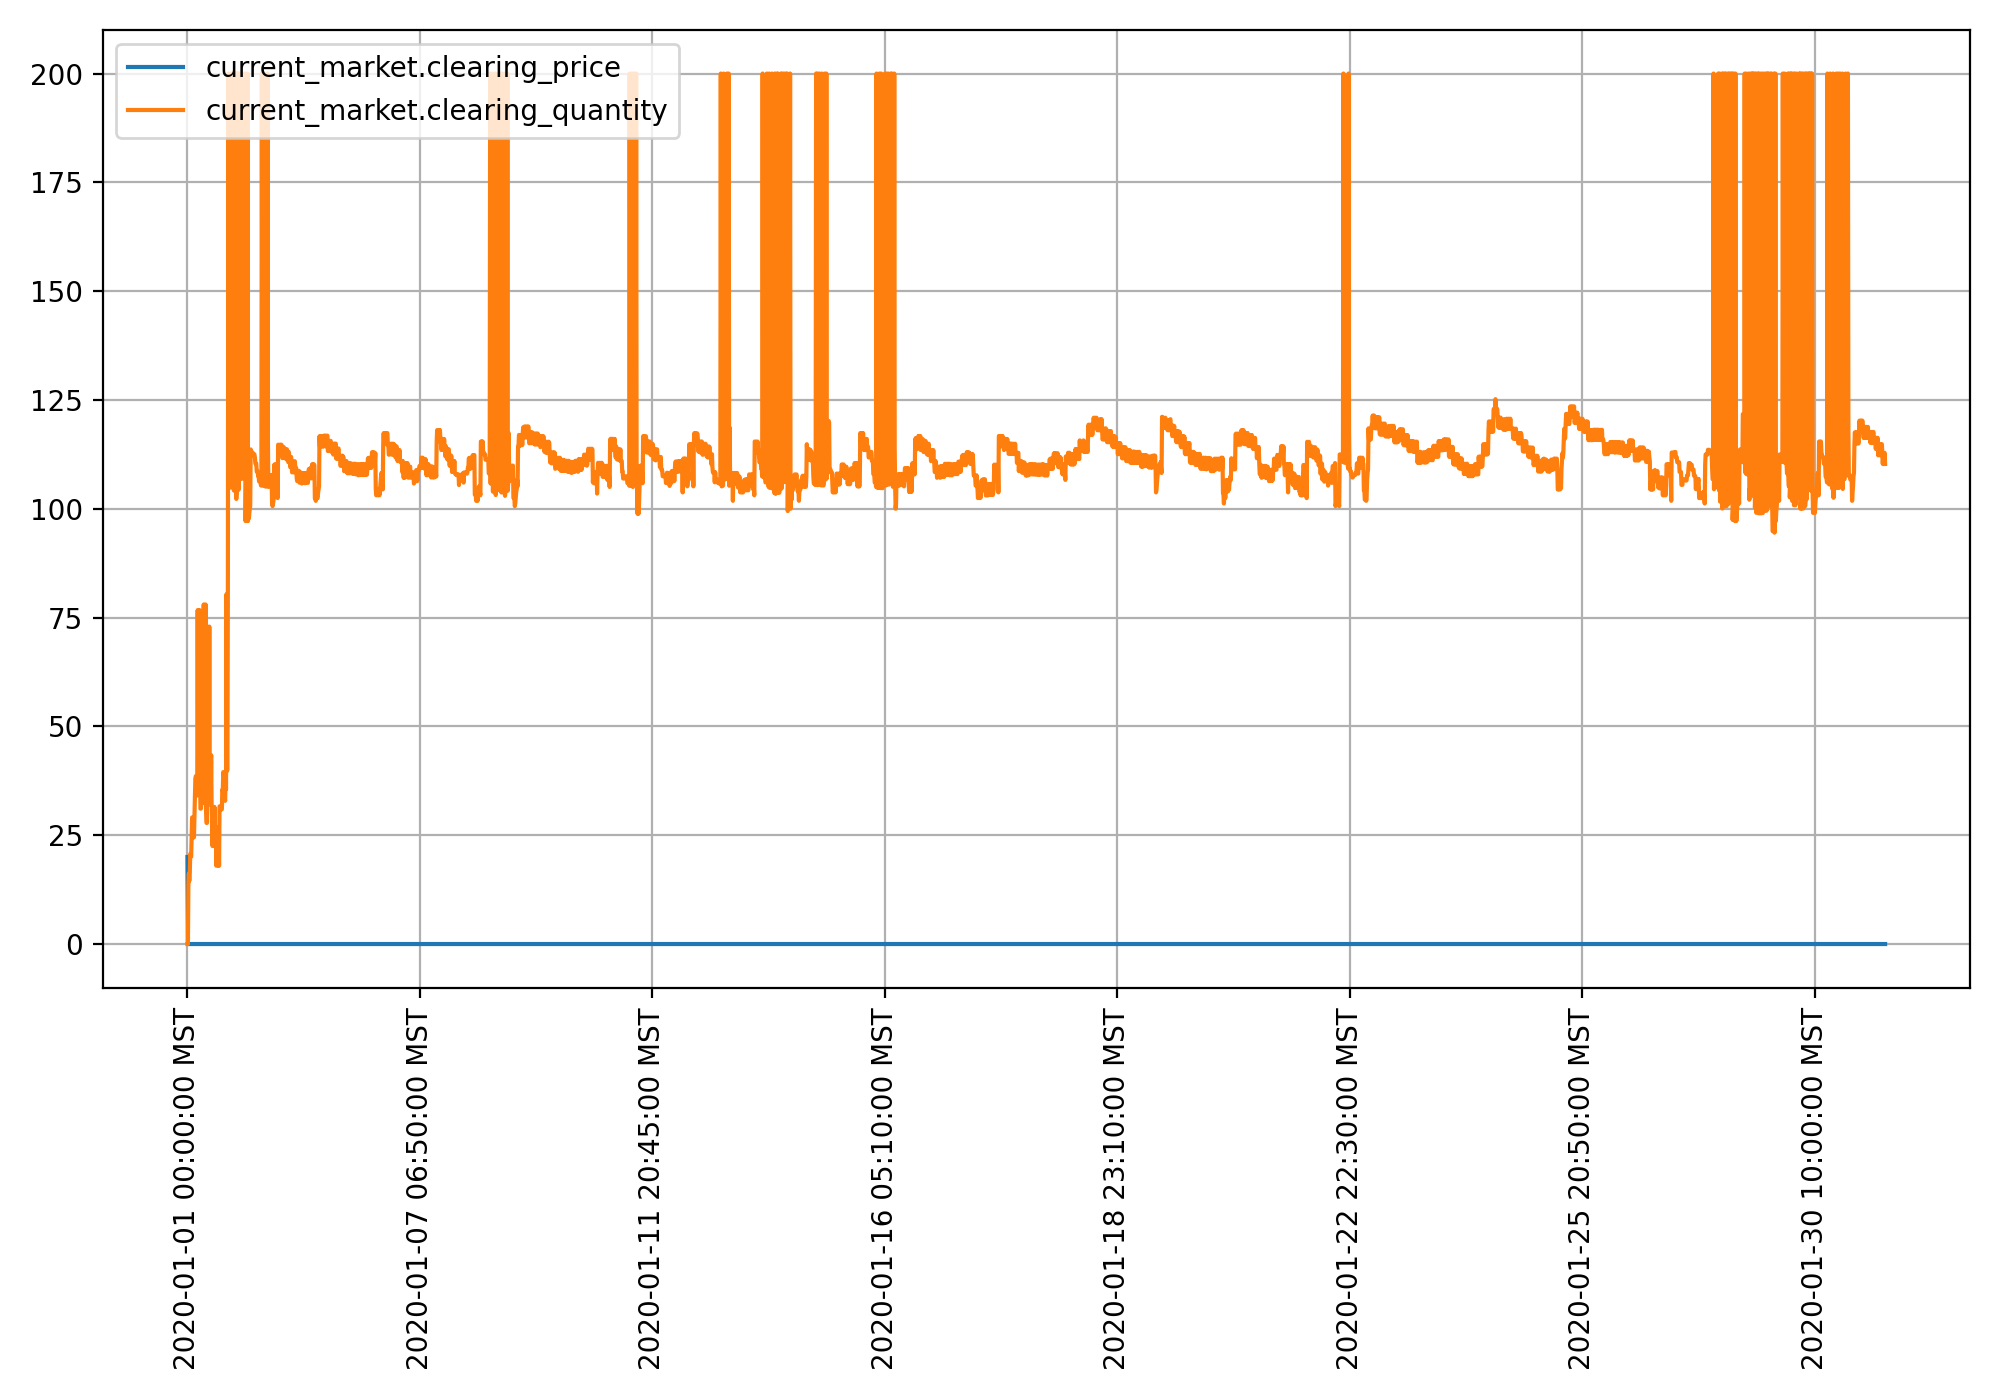 current_market.clearing_price
current_market.clearing_quantity
200
175
150
125
100
75
50
25
0
2020-01-01 00:00:00 MST
2020-01-07 06:50:00 MST
2020-01-11 20:45:00 MST
2020-01-16 05:10:00 MST
2020-01-18 23:10:00 MST
2020-01-22 22:30:00 MST
2020-01-25 20:50:00 MST
2020-01-30 10:00:00 MST